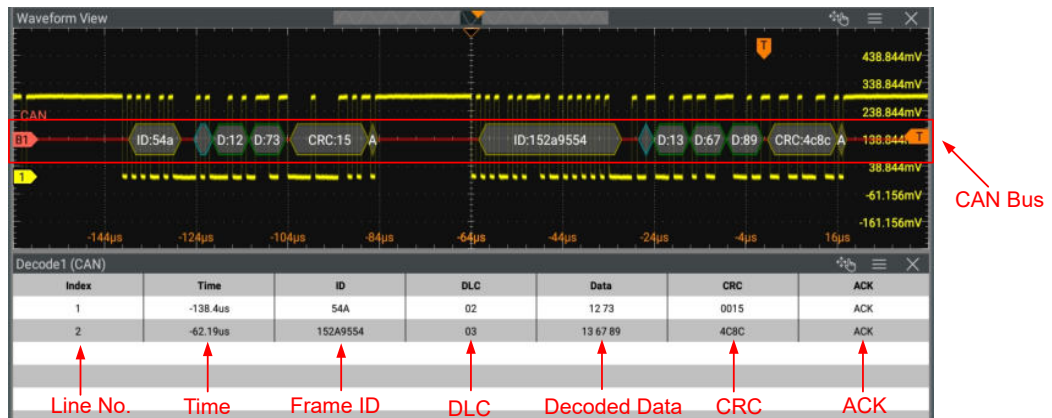 Waveform View
T
438.844mV
338.844mV
238.844mV
CAN
B1 ID:54a D:12 D:73 CRC:15 A ID:152a9554 D:13 D:67 D:89 CRC:4c8c A 138.844 T
1 38.844mV
-61.156mV
-161.156mV
-144µs -124µs -104µs -84µs -64µs -44µs -24µs -4µs 16µs
CAN Bus
Decode1 (CAN)
Index Time ID DLC Data CRC ACK
1 -138.4us 54A 02 12 73 0015 ACK
2 -62.19us 152A9554 03 13 67 89 4C8C ACK
Line No. Time Frame ID DLC Decoded Data CRC ACK